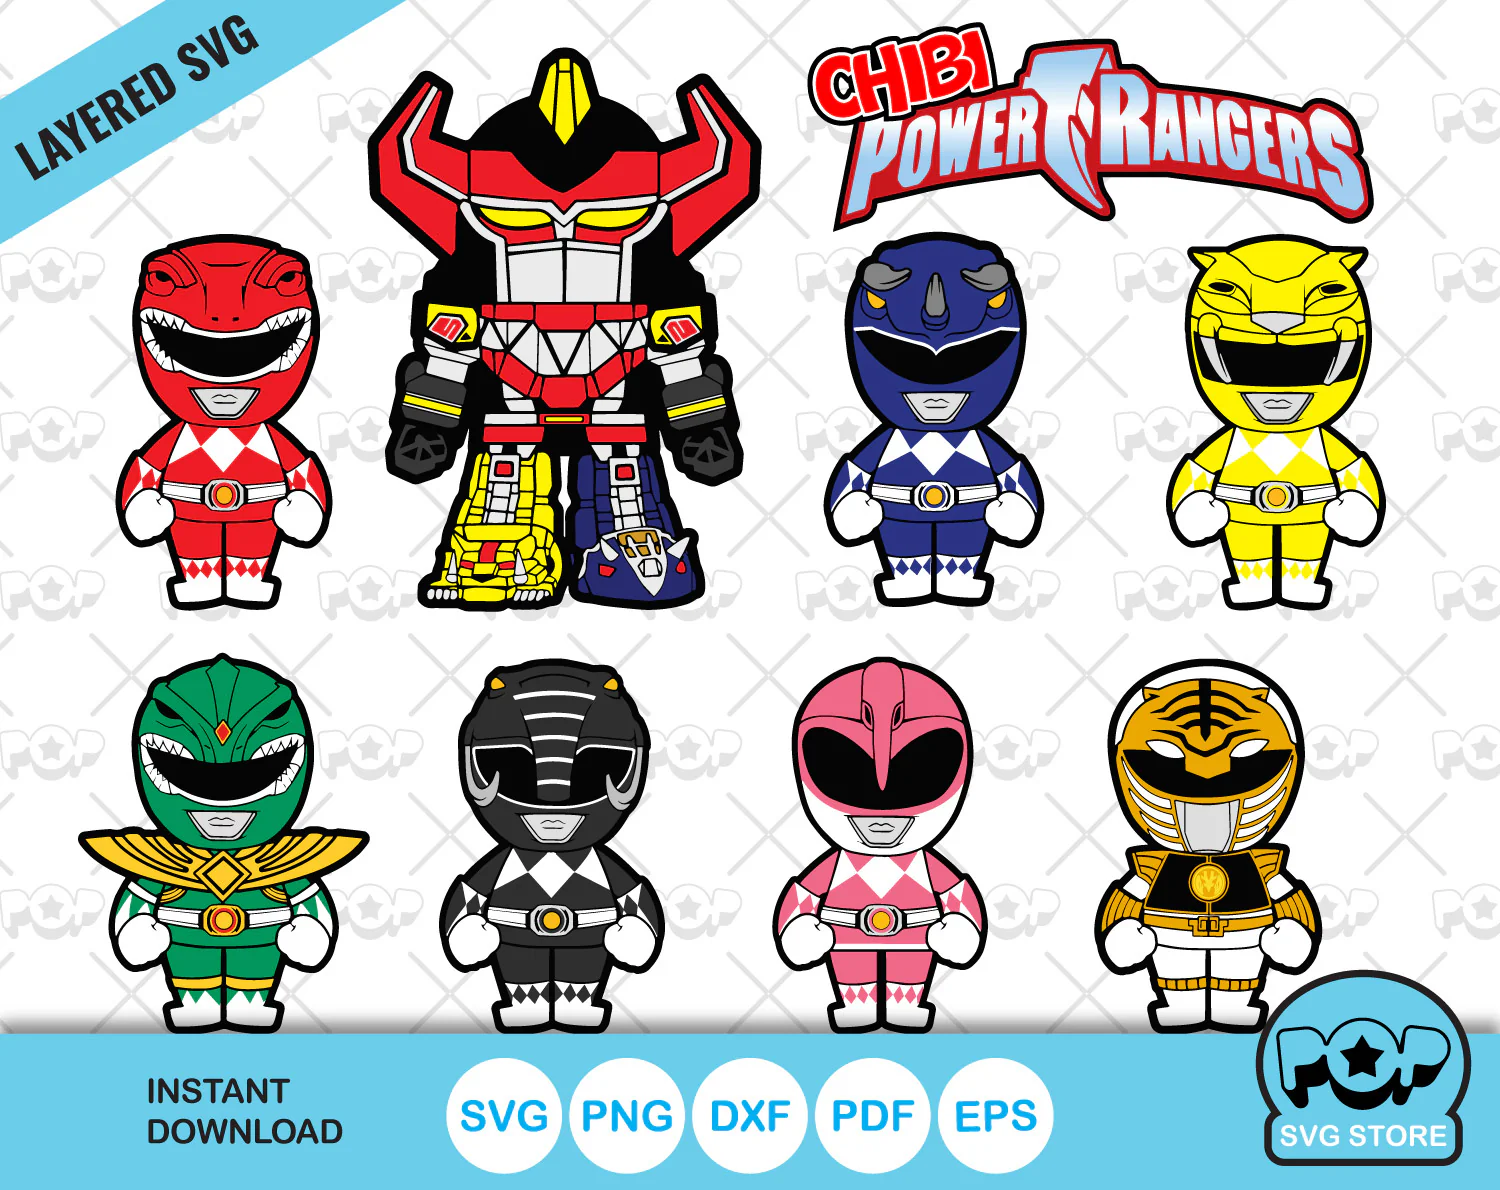 LAYERED SVG
CHIBI
POWER RANGERS
INSTANT
DOWNLOAD
SVG
PNG
DXF
PDF
EPS
POP
SVG STORE